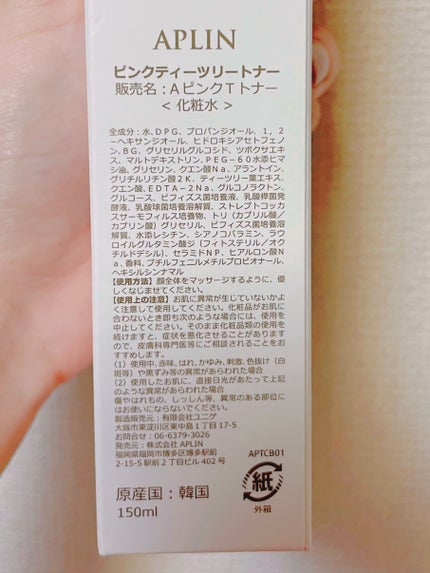 APLIN
ピンクティーツリートナー
販売名：AピンクTトナー
< 化粧水 >
全成分：水、DPG、プロパンジオール、1，2
－ヘキサンジオール、ヒドロキシアセトフェノ
ン、BG、グリセリルグルコシド、ツボクサエキ
ス、マルトデキストリン、PEG－60水添ヒマ
シ油、グリセリン、クエン酸Na、アラントイン、
グリチルリチン酸2K、ティーツリー葉エキス、
クエン酸、EDTA－2Na、グルコノラクトン、
グルコース、ビフィズス菌培養液、乳酸桿菌発
酵液、乳酸球菌培養溶解質、ストレプトコッカ
スサーモフィルス培養物、トリ（カプリル酸／
カプリン酸）グリセリル、ビフィズス菌培養溶
解質、水添レシチン、シアノコバラミン、ラウ
ロイルグルタミン酸ジ（フィトステリル／オク
チルドデシル）、セラミドNP、ヒアルロン酸N
a、香料、ブチルフェニルメチルプロピオナール、
ヘキシルシンナマル
【使用方法】顔全体をマッサージするように、優
しくなじませてください。
【使用上の注意】お肌に異常が生じていないかよ
く注意して使用してください。化粧品がお肌に
合わないとき即ち次のような場合には、使用を
中止してください。そのまま化粧品類の使用を
続けますと、症状を悪化させることがあります
ので、皮膚科専門医等にご相談されることをお
すすめします。
（1）使用中、赤味、はれ、かゆみ、刺激、色抜け（白
斑等）や黒ずみ等の異常があらわれた場合
（2）使用したお肌に、直接日光があたって上記
のような異常があらわれた場合
傷やはれもの、しっしん等、異常のある部位に
はお使いにならないでください。
製造販売元：有限会社ユニゲ
大阪市東淀川区東中島1丁目17-5
お問合せ：06-6379-3026
発売元：株式会社 APLIN
福岡県福岡市博多区博多駅前
2-15-5 駅前2丁目ビル 402号
APTCB01
紙
外箱
原産国：韓国
150ml